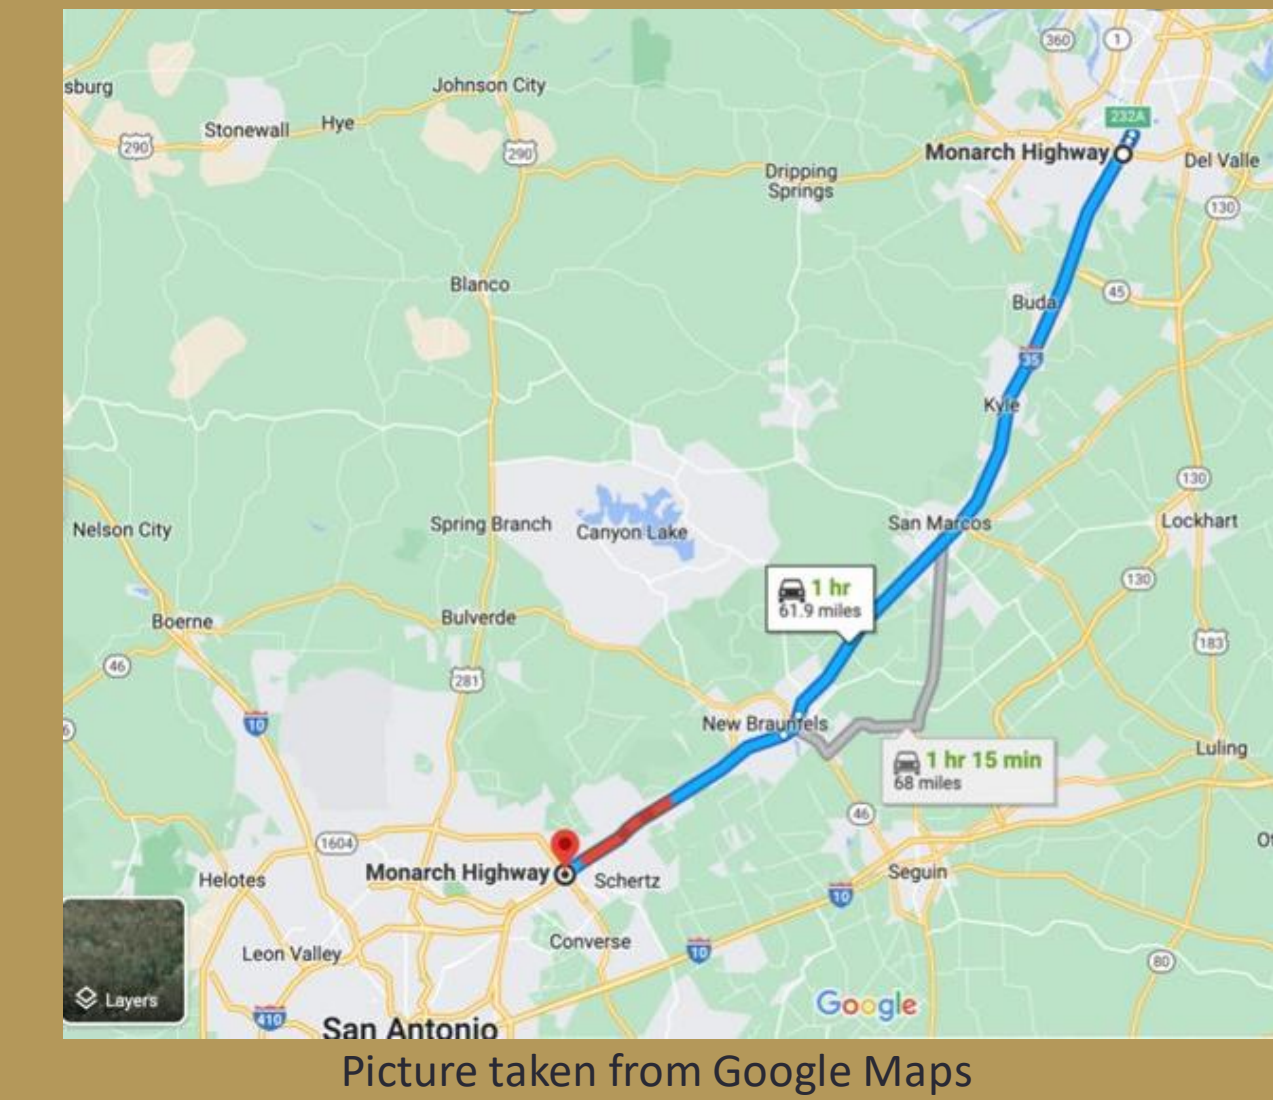 360
1
sburg
Johnson City
232A
Stonewall
Hye
290
290
Monarch Highway
Del Valle
Dripping
Springs
130
Blanco
45
Buda
35
Kyle
130
Nelson City
Spring Branch
Canyon Lake
San Marcos
Lockhart
1 hr
61.9 miles
130
Boerne
Bulverde
183
46
281
10
New Braunfels
6
Luling
1 hr 15 min
68 miles
46
1604
Ot
Monarch Highway
Schertz
Helotes
Seguin
10
Leon Valley
Converse
10
80
Layers
410
San Antonio
Google
Picture taken from Google Maps